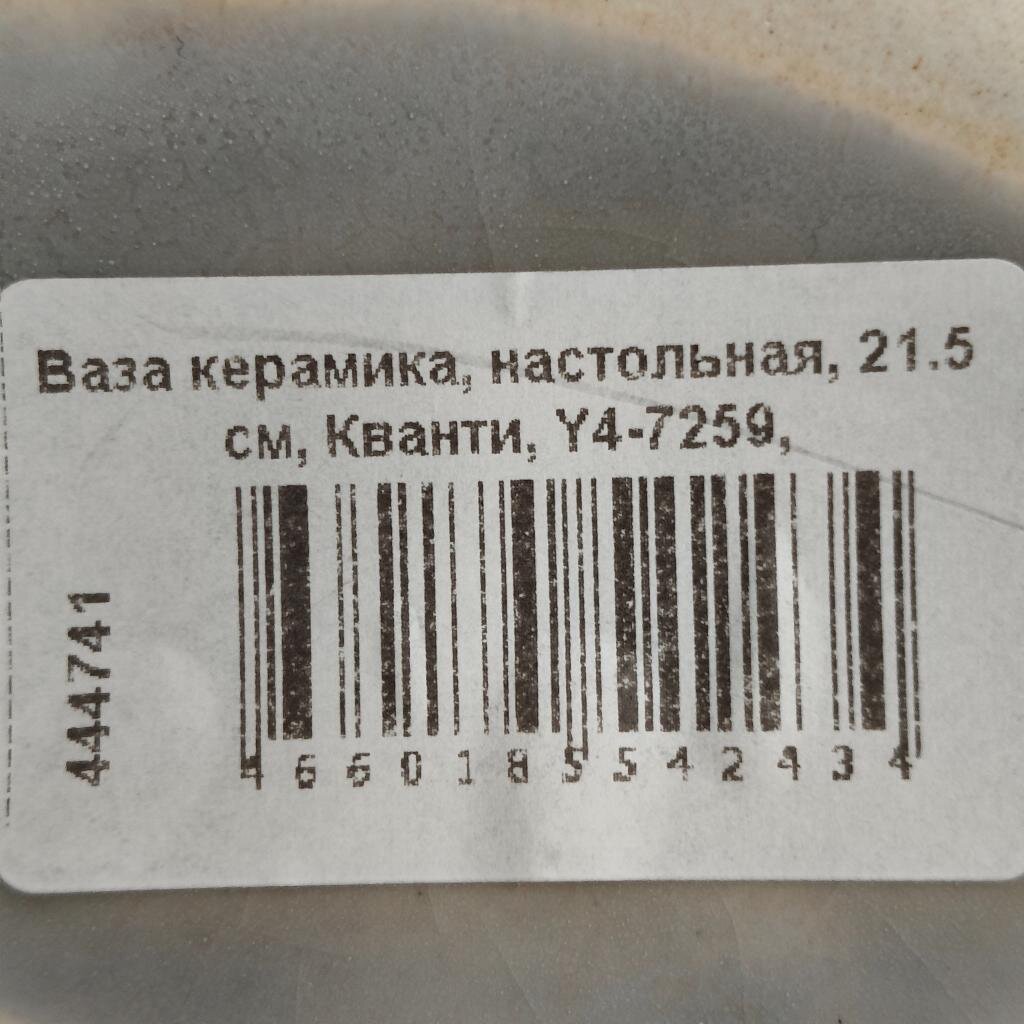 Ваза керамика, настольная, 21.5
см, Кванти, Y4-7259,
444741
4660185542434